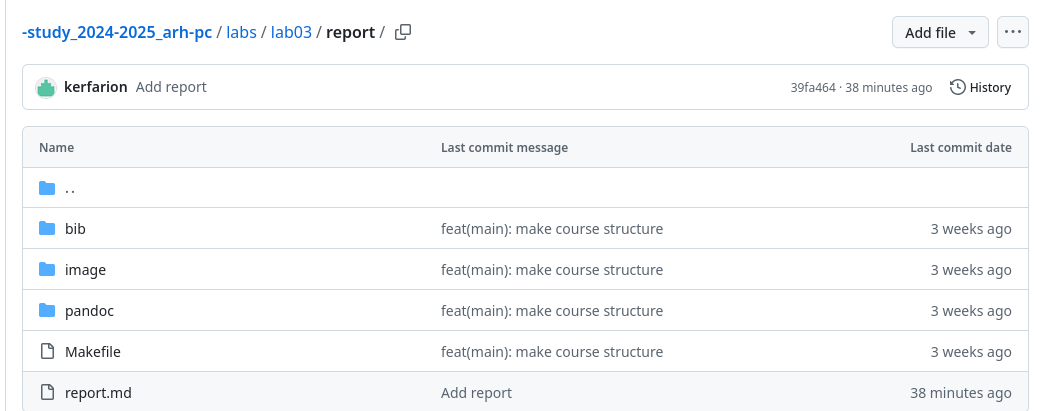 -study_2024-2025_arh-pc / labs / lab03 / report /
Add file
kerfarion Add report 39fa464 · 38 minutes ago History
Name Last commit message Last commit date
..
bib feat(main): make course structure 3 weeks ago
image feat(main): make course structure 3 weeks ago
pandoc feat(main): make course structure 3 weeks ago
Makefile feat(main): make course structure 3 weeks ago
report.md Add report 38 minutes ago